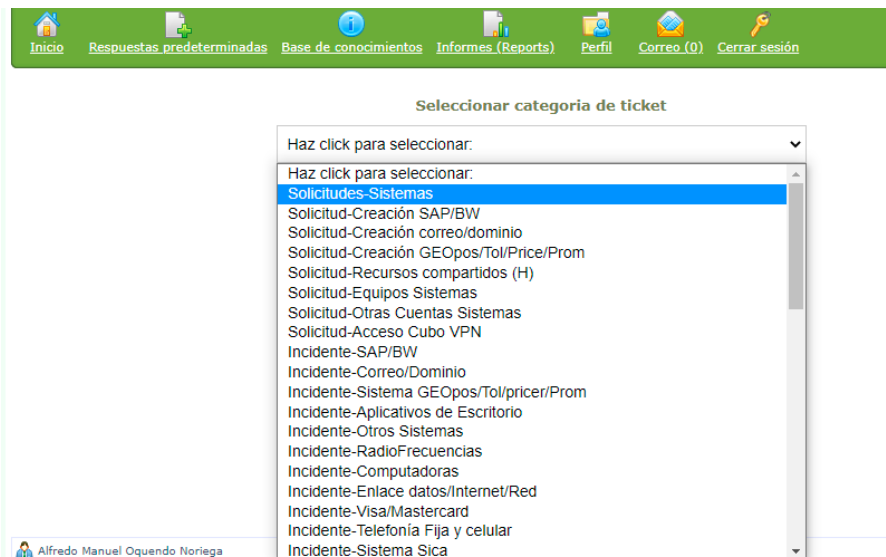 Inicio Respuestas predeterminadas Base de conocimientos Informes (Reports) Perfil Correo (0) Cerrar sesión
Seleccionar categoria de ticket
Haz click para seleccionar:
Haz click para seleccionar:
Solicitudes-Sistemas
Solicitud-Creación SAP/BW
Solicitud-Creación correo/dominio
Solicitud-Creación GEOpos/Tol/Price/Prom
Solicitud-Recursos compartidos (H)
Solicitud-Equipos Sistemas
Solicitud-Otras Cuentas Sistemas
Solicitud-Acceso Cubo VPN
Incidente-SAP/BW
Incidente-Correo/Dominio
Incidente-Sistema GEOpos/Tol/pricer/Prom
Incidente-Aplicativos de Escritorio
Incidente-Otros Sistemas
Incidente-RadioFrecuencias
Incidente-Computadoras
Incidente-Enlace datos/Internet/Red
Incidente-Visa/Mastercard
Incidente-Telefonía Fija y celular
Incidente-Sistema Sica
Alfredo Manuel Oquendo Noriega